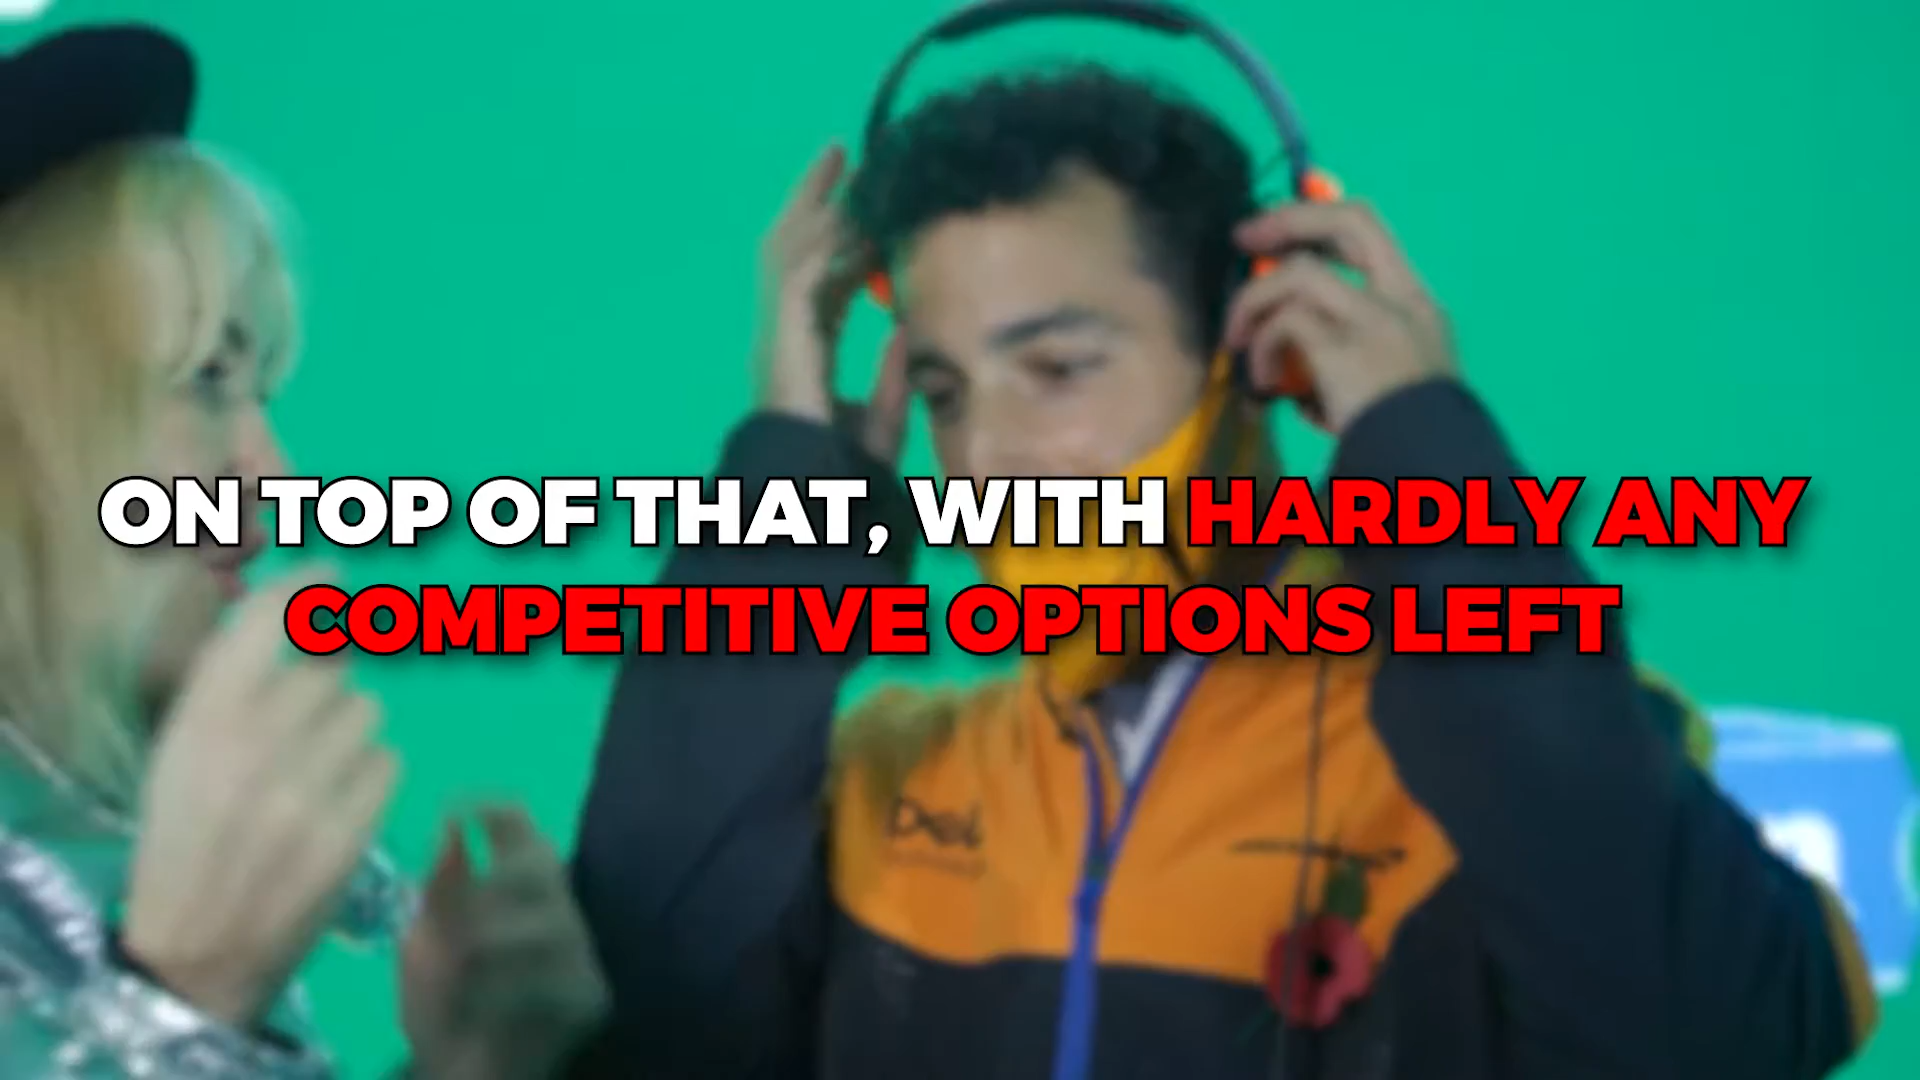 ON TOP OF THAT, WITH HARDLY ANY
COMPETITIVE OPTIONS LEFT